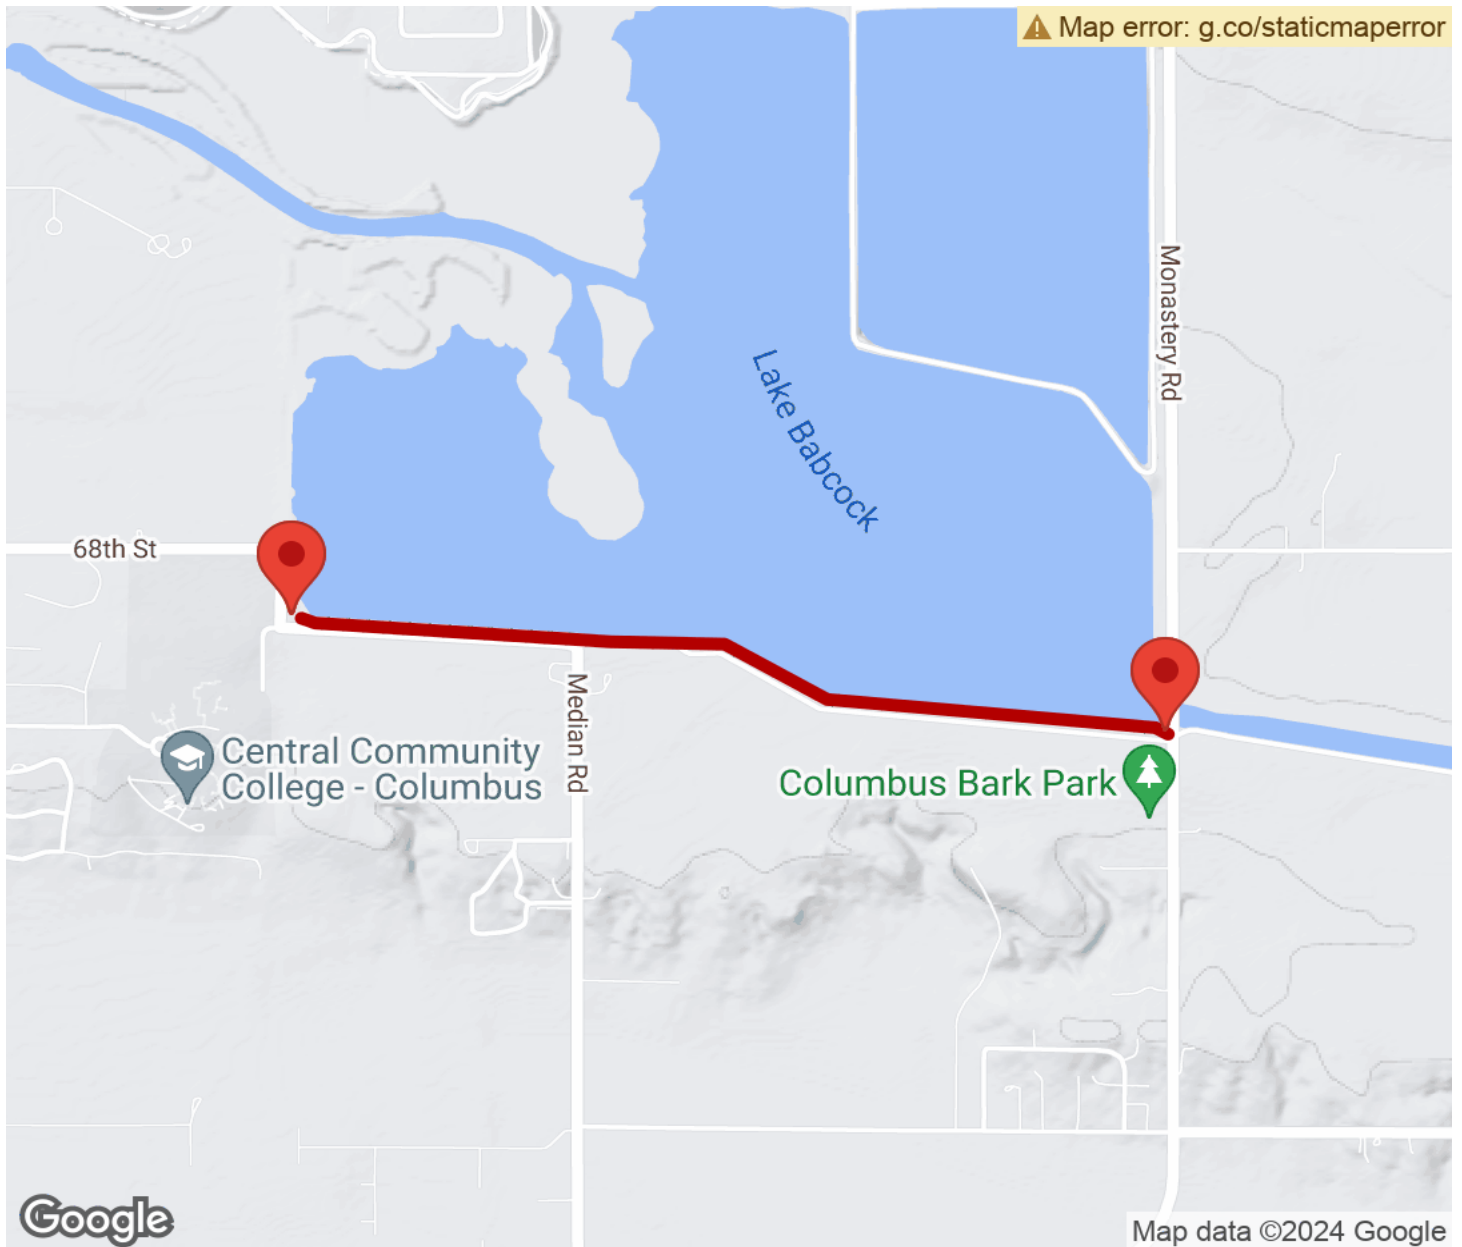 Map error: g.co/staticmaperror
Monastery Rd
Lake Babcock
68th St
Median Rd
Central Community
College - Columbus
Columbus Bark Park
Google
Map data ©2024 Google